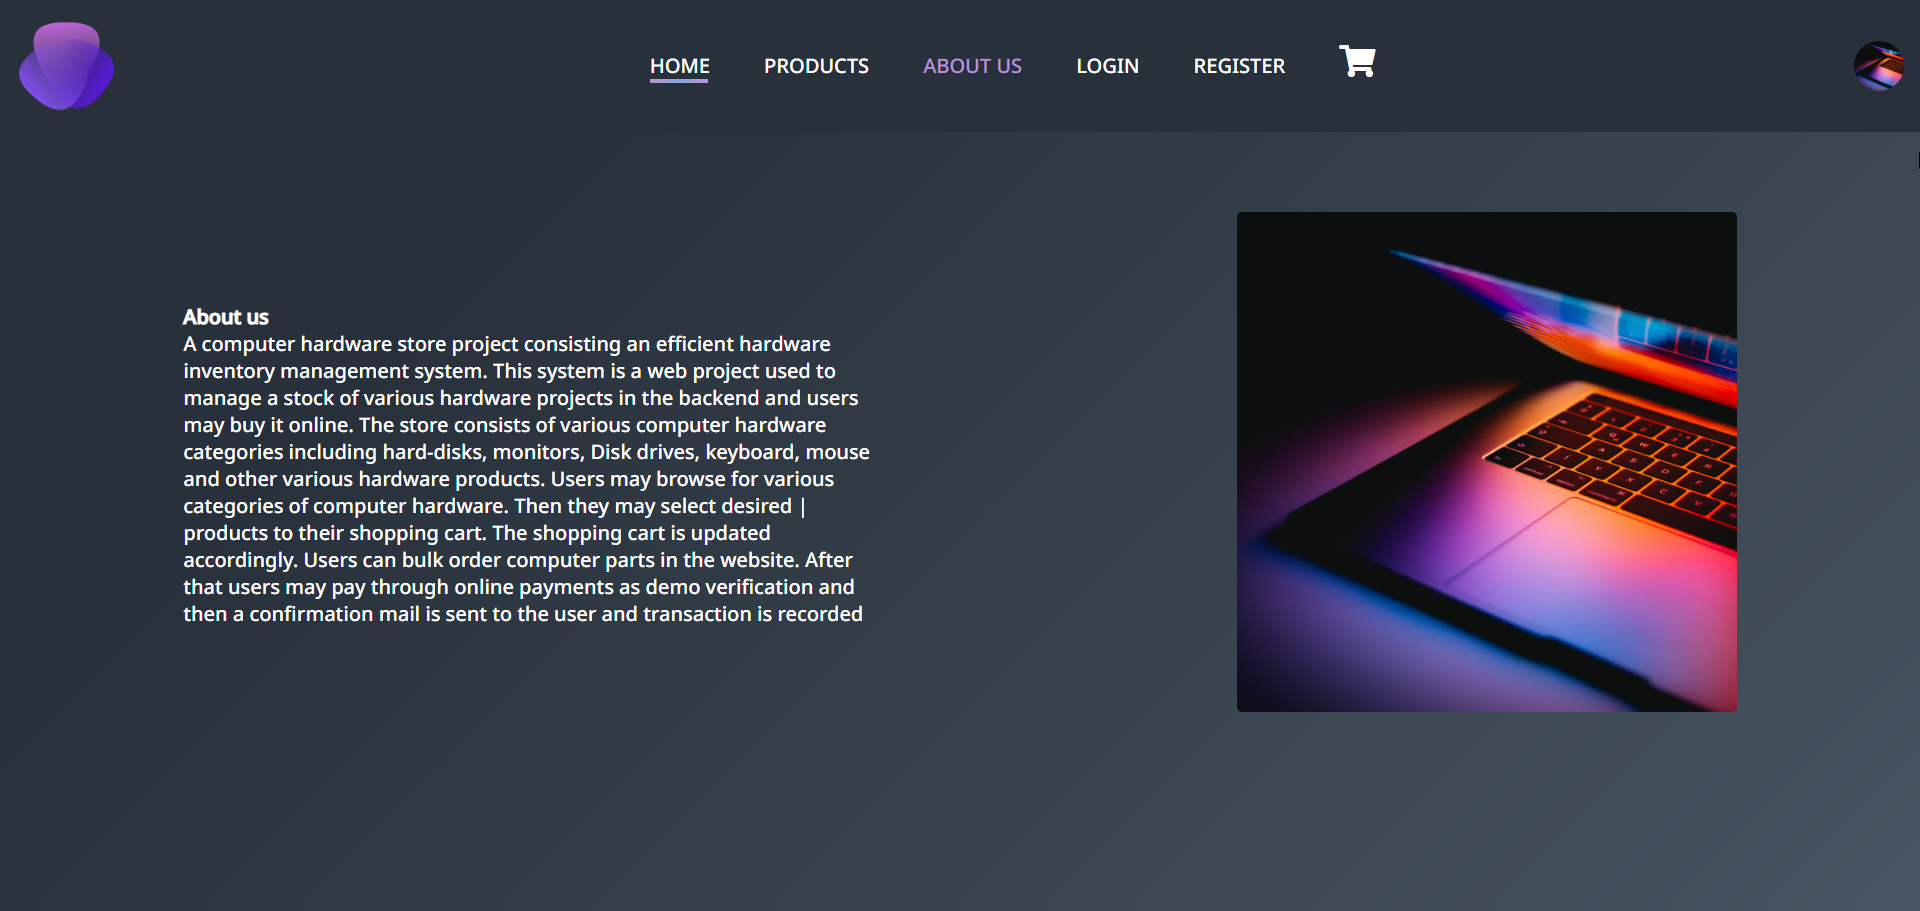 HOME PRODUCTS ABOUT US LOGIN REGISTER
About us
A computer hardware store project consisting an efficient hardware
inventory management system. This system is a web project used to
manage a stock of various hardware projects in the backend and users
may buy it online. The store consists of various computer hardware
categories including hard-disks, monitors, Disk drives, keyboard, mouse
and other various hardware products. Users may browse for various
categories of computer hardware. Then they may select desired |
products to their shopping cart. The shopping cart is updated
accordingly. Users can bulk order computer parts in the website. After
that users may pay through online payments as demo verification and
then a confirmation mail is sent to the user and transaction is recorded